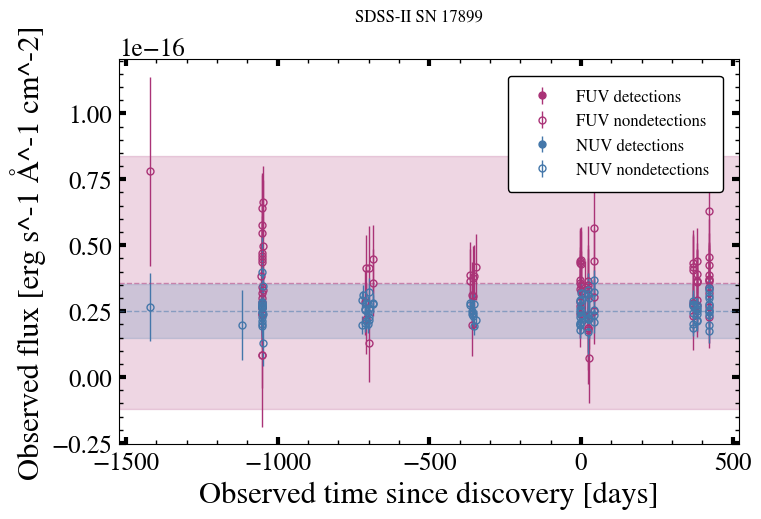 SDSS-II SN 17899
1e−16
Observed flux [erg s^-1 Å^-1 cm^-2]
1.00
0.75
0.50
0.25
0.00
−0.25
FUV detections
FUV nondetections
NUV detections
NUV nondetections
−1500 −1000 −500 0 500
Observed time since discovery [days]